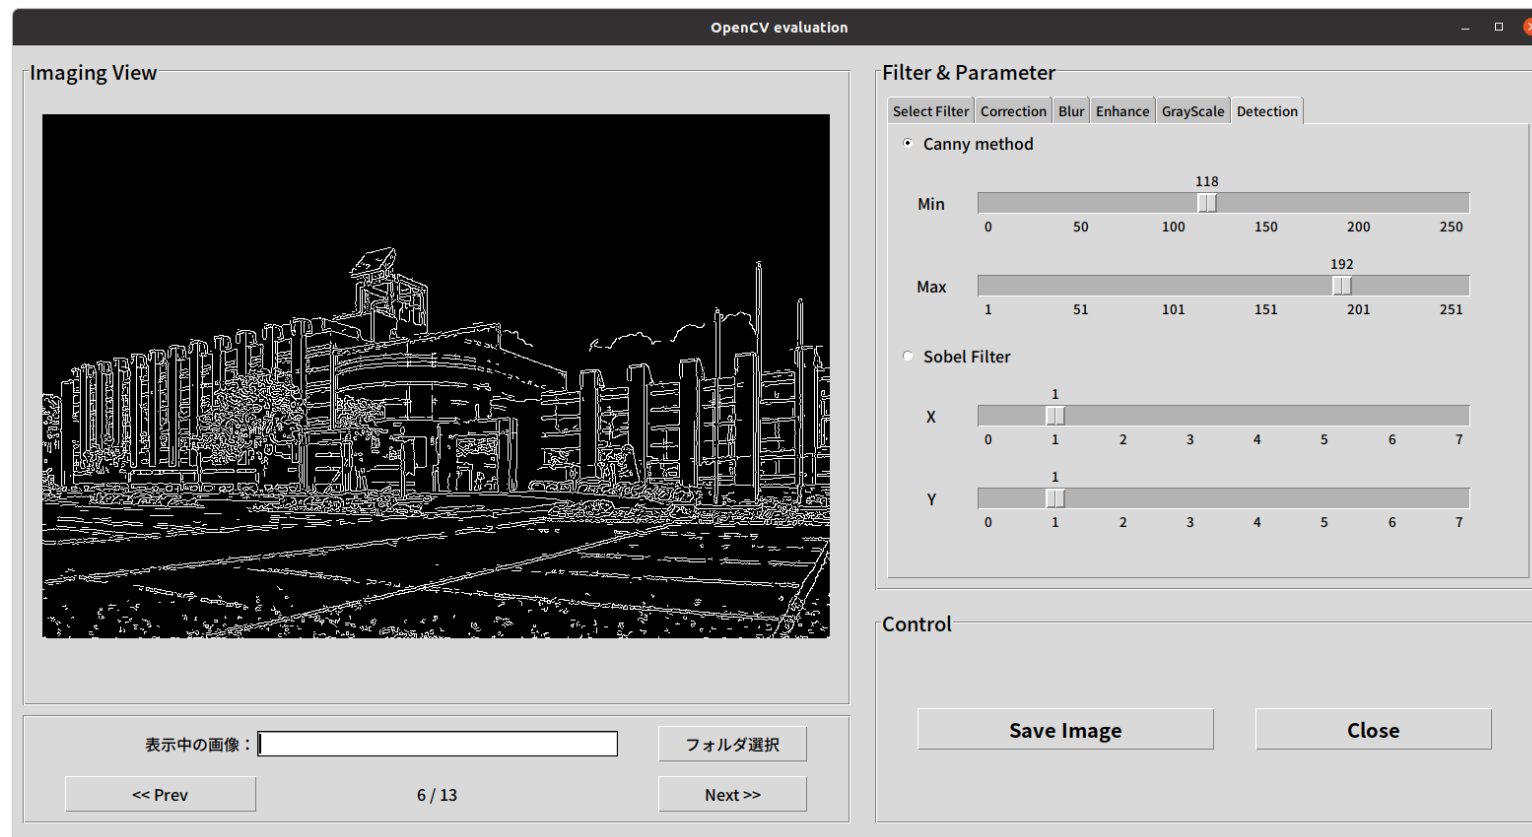 OpenCV evaluation
Imaging View
表示中の画像：
フォルダ選択
<< Prev
6 / 13
Next >>
Filter & Parameter
Select Filter Correction Blur Enhance GrayScale Detection
Canny method
118
Min
0 50 100 150 200 250
192
Max
1 51 101 151 201 251
Sobel Filter
1
X
0 1 2 3 4 5 6 7
1
Y
0 1 2 3 4 5 6 7
Control
Save Image
Close